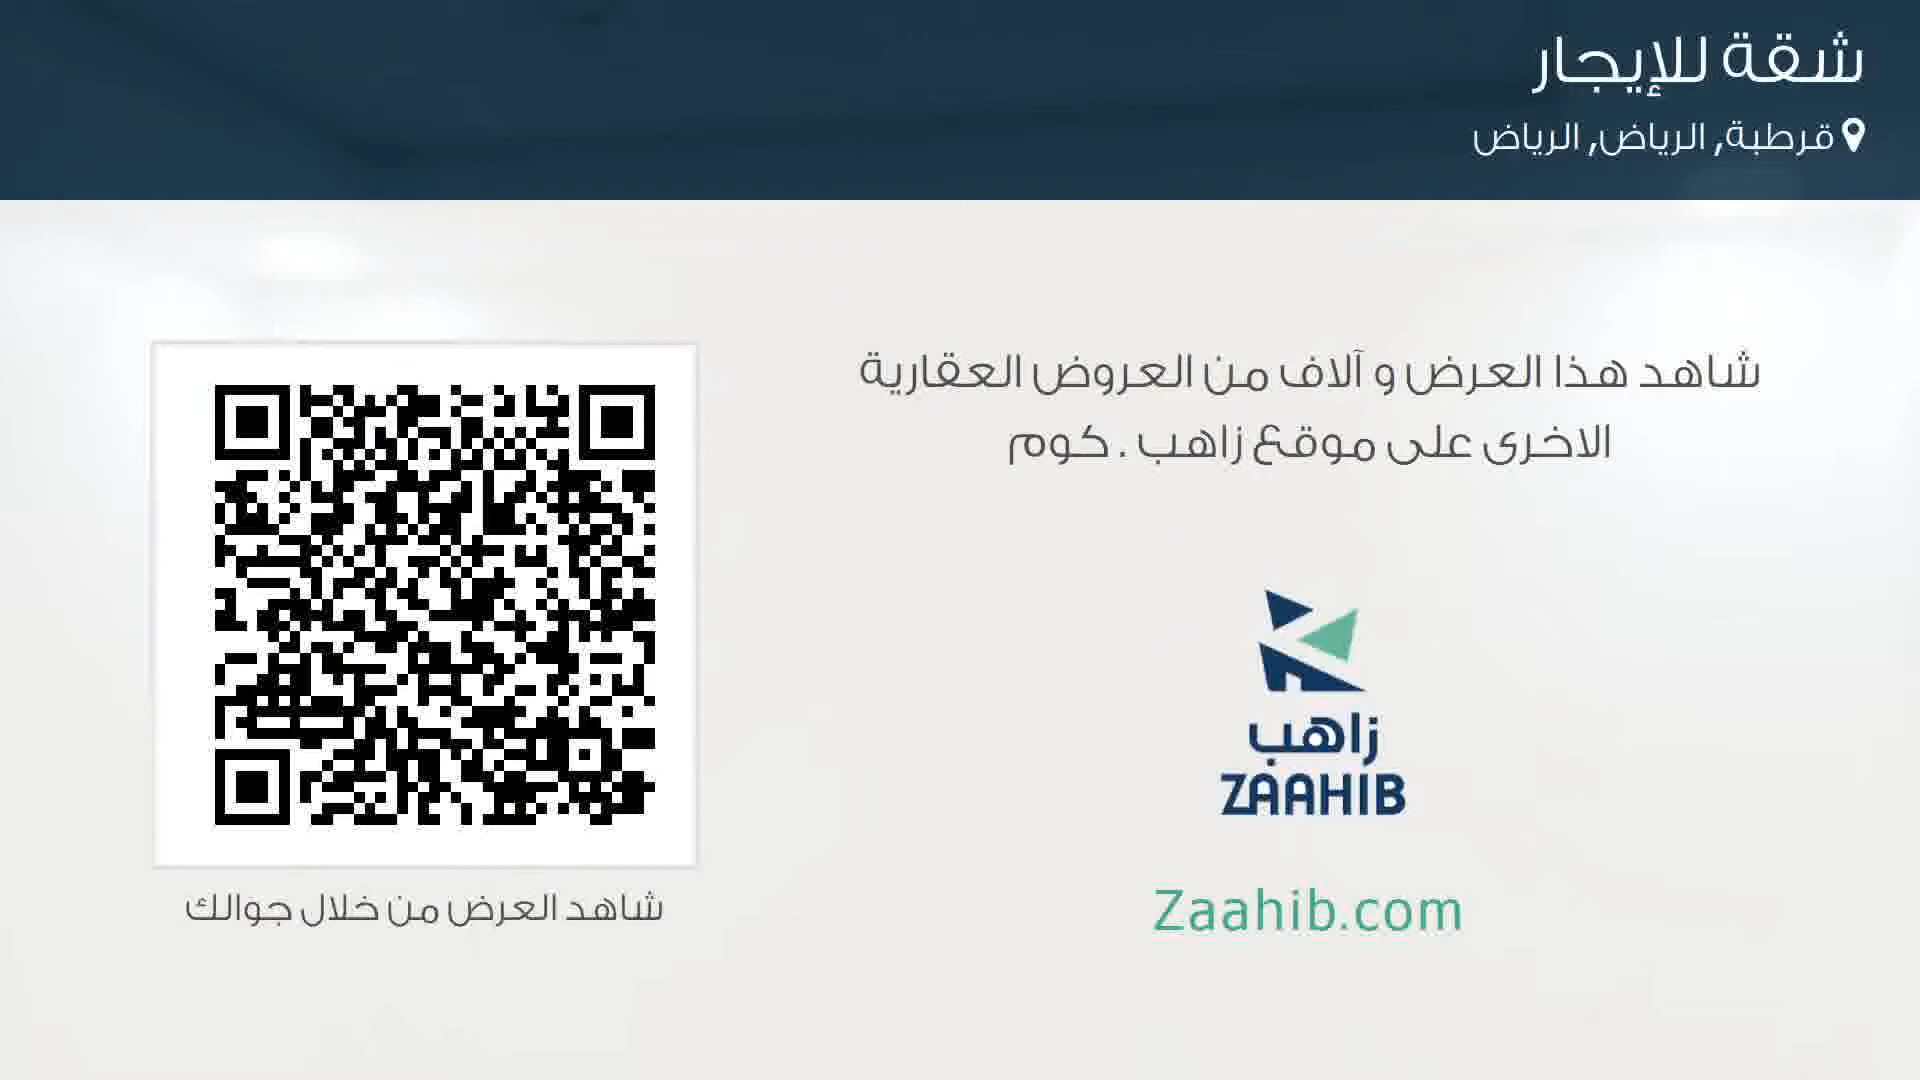 شقة للإيجار
قرطبة, الرياض, الرياض
شاهد هذا العرض و آلاف من العروض العقارية
الاخرى على موقع زاهب . كوم
زاهب
ZAAHIB
Zaahib.com
شاهد العرض من خلال جوالك